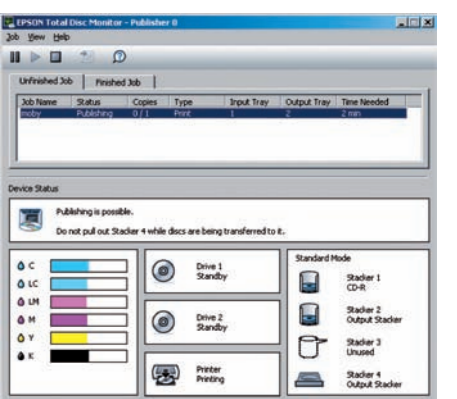 EPSON Total Disc Monitor - Publisher 0
Job View Help
Unfinished Job Finished Job
Job Name Status Copies Type Input Tray Output Tray Time Needed
moby Publishing 0 / 1 Print 1 2 2 min
Device Status
Publishing is possible.
Do not pull out Stacker 4 while discs are being transferred to it.
C
LC
LM
M
Y
K
Drive 1
Standby
Drive 2
Standby
Printer
Printing
Standard Mode
Stacker 1
CD-R
Stacker 2
Output Stacker
Stacker 3
Unused
Stacker 4
Output Stacker